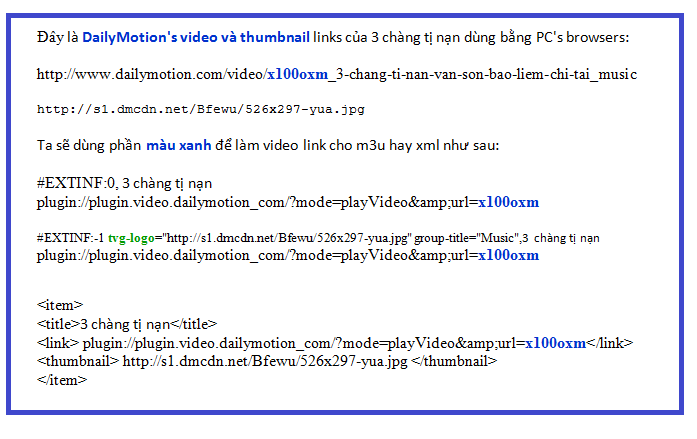 Đây là DailyMotion's video và thumbnail links của 3 chàng tị nạn dùng bằng PC's browsers:
http://www.dailymotion.com/video/x100oxm_3-chang-ti-nan-van-son-bao-liem-chi-tai_music
http://s1.dmcdn.net/Bfewu/526x297-yua.jpg
Ta sẽ dùng phần màu xanh để làm video link cho m3u hay xml như sau:
#EXTINF:0, 3 chàng tị nạn
plugin://plugin.video.dailymotion_com/?mode=playVideo&amp;url=x100oxm
#EXTINF:-1 tvg-logo="http://s1.dmcdn.net/Bfewu/526x297-yua.jpg" group-title="Music",3 chàng tị nạn
plugin://plugin.video.dailymotion_com/?mode=playVideo&amp;url=x100oxm
<item>
<title>3 chàng tị nạn</title>
<link> plugin://plugin.video.dailymotion_com/?mode=playVideo&amp;url=x100oxm</link>
<thumbnail> http://s1.dmcdn.net/Bfewu/526x297-yua.jpg </thumbnail>
</item>